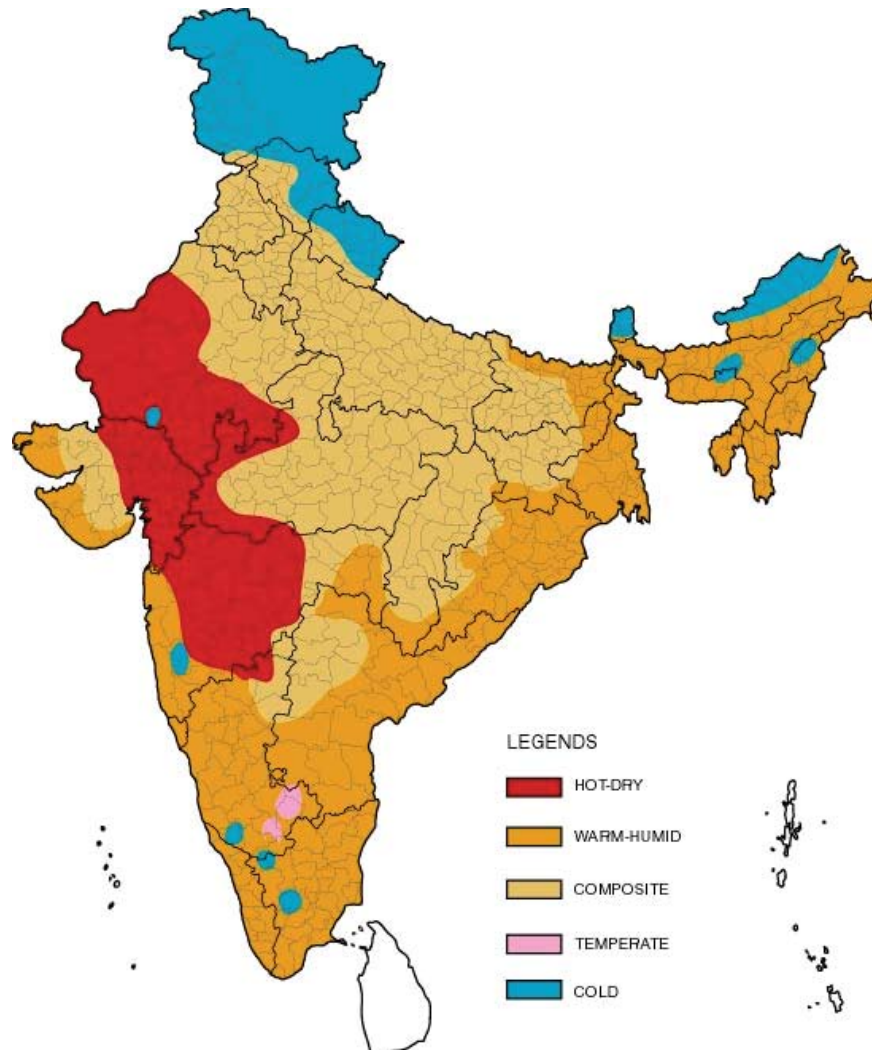 LEGENDS
HOT-DRY
WARM-HUMID
COMPOSITE
TEMPERATE
COLD